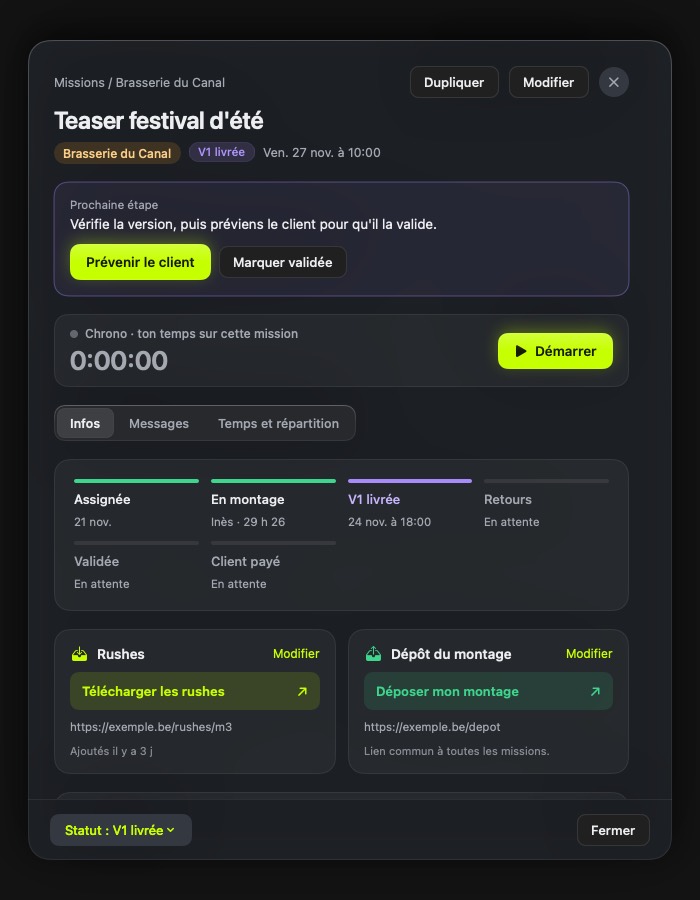 Missions / Brasserie du Canal
Dupliquer
Modifier
Teaser festival d'été
Brasserie du Canal
V1 livrée
Ven. 27 nov. à 10:00
Prochaine étape
Vérifie la version, puis préviens le client pour qu'il la valide.
Prévenir le client
Marquer validée
Chrono · ton temps sur cette mission
0:00:00
Démarrer
Infos
Messages
Temps et répartition
Assignée
21 nov.
En montage
Inès · 29 h 26
V1 livrée
24 nov. à 18:00
Retours
En attente
Validée
En attente
Client payé
En attente
Rushes
Modifier
Télécharger les rushes
https://exemple.be/rushes/m3
Ajoutés il y a 3 j
Dépôt du montage
Modifier
Déposer mon montage
https://exemple.be/depot
Lien commun à toutes les missions.
Statut : V1 livrée
Fermer